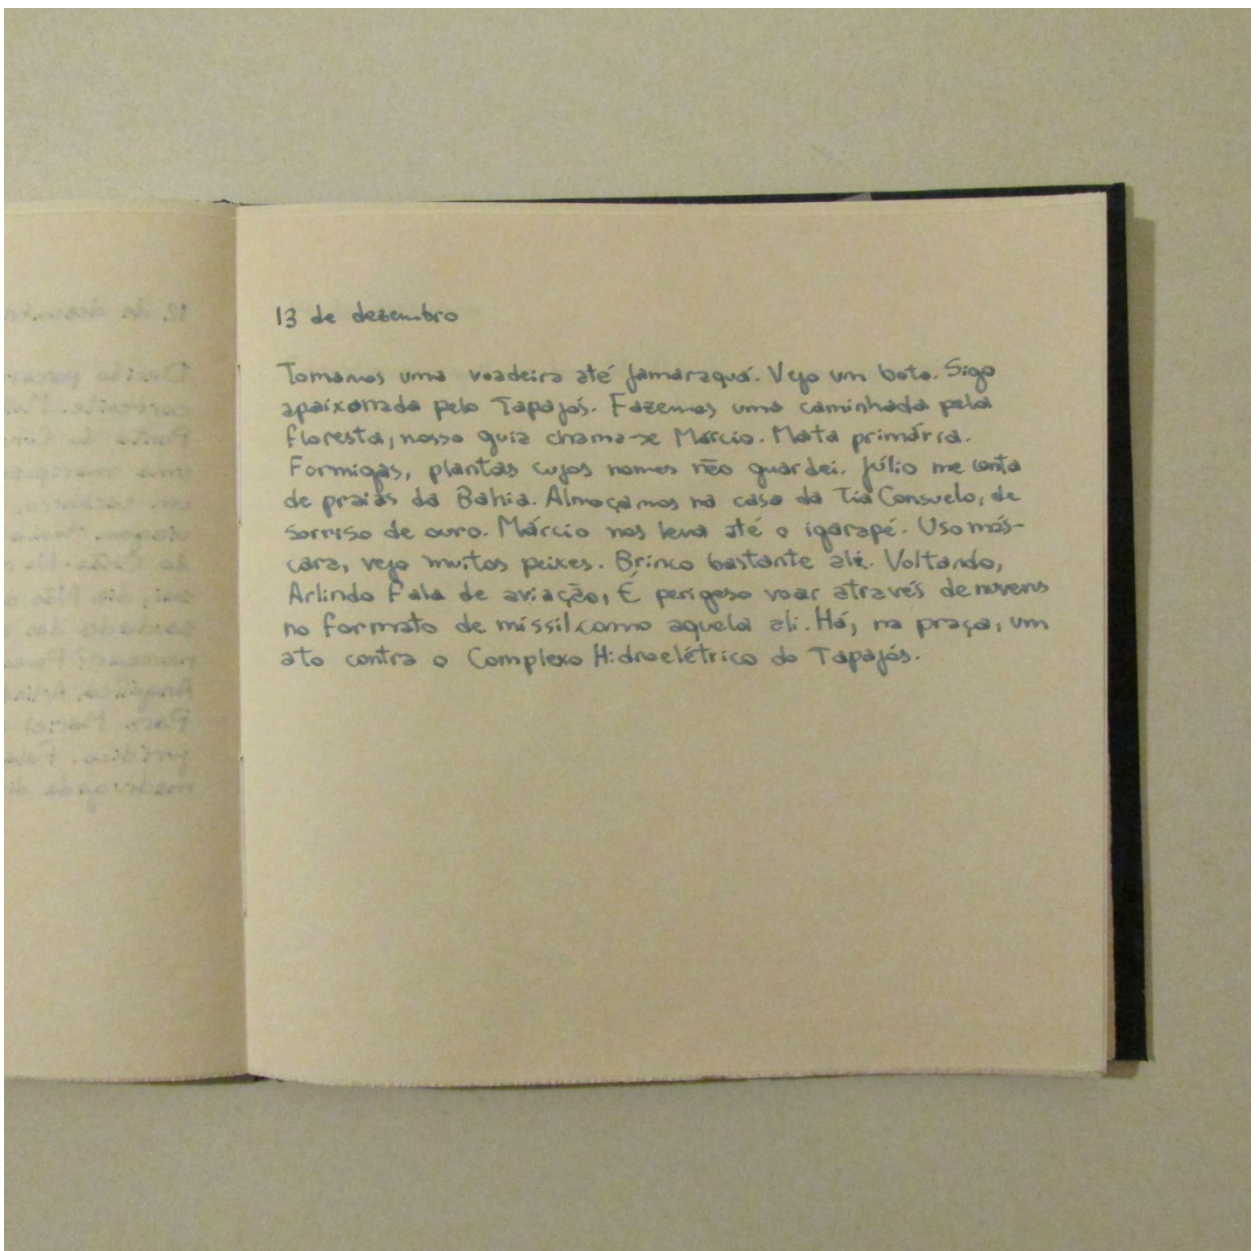 13 de dezembro
Tomamos uma voadeira até Jamaraquá. Vejo um boto. Sigo
apaixonada pelo Tapajós. Fazemos uma caminhada pela
floresta, nosso guia chama-se Márcio. Mata primária.
Formigas, plantas cujos nomes não guardei. Júlio me conta
de praias da Bahia. Almoçamos na casa da Tia Consuelo, de
sorriso de ouro. Márcio nos leva até o igarapé. Uso más-
cara, vejo muitos peixes. Brinco bastante ali. Voltando,
Arlindo fala de aviação, É perigoso voar através de nuvens
no formato de míssil como aquela ali. Há, na praça, um
ato contra o Complexo Hidroelétrico do Tapajós.